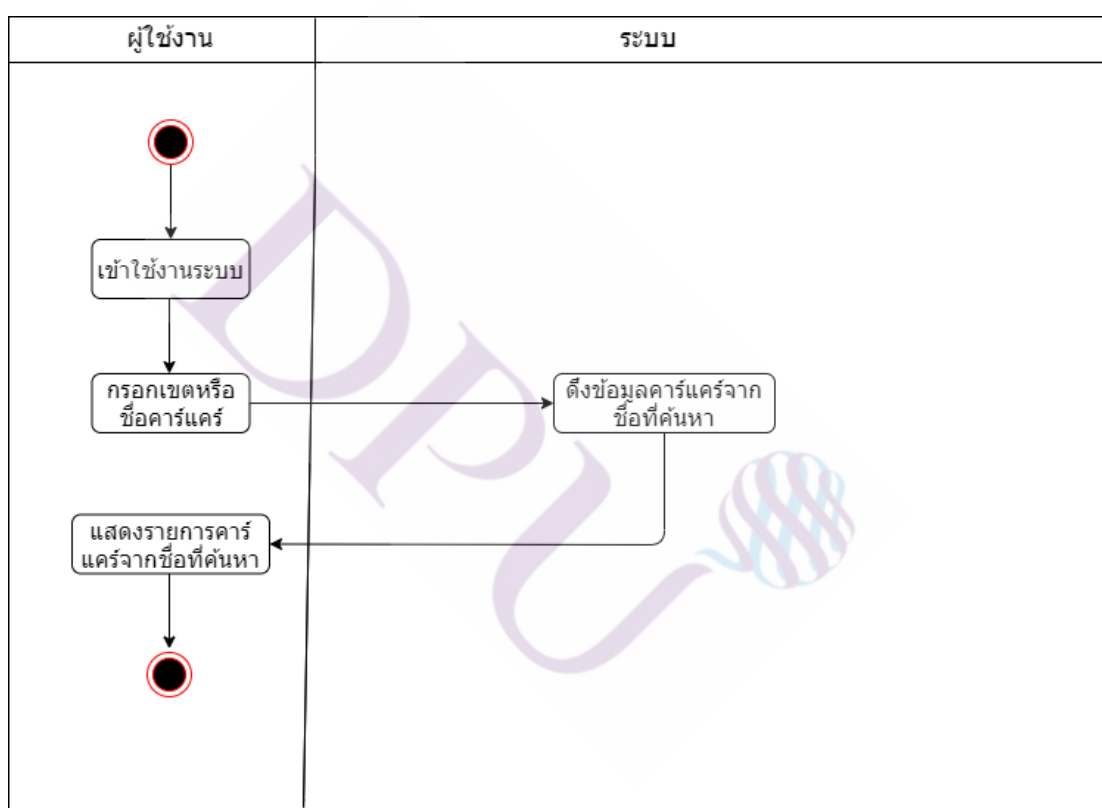 ผู้ใช้งาน
ระบบ
เข้าใช้งานระบบ
กรอกเขตหรือ
ชื่อคาร์แคร์
ดึงข้อมูลคาร์แคร์จาก
ชื่อที่ค้นหา
แสดงรายการคาร์
แคร์จากชื่อที่ค้นหา
DPU